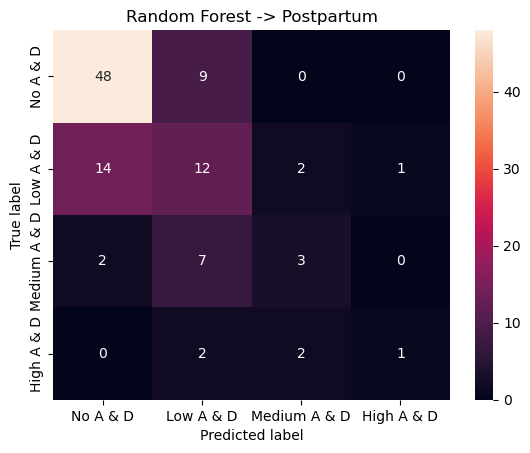 Random Forest -> Postpartum
True label
No A & D
48 9 0 0
Low A & D
14 12 2 1
Medium A & D
2 7 3 0
High A & D
0 2 2 1
No A & D Low A & D Medium A & D High A & D
Predicted label
40
30
20
10
0